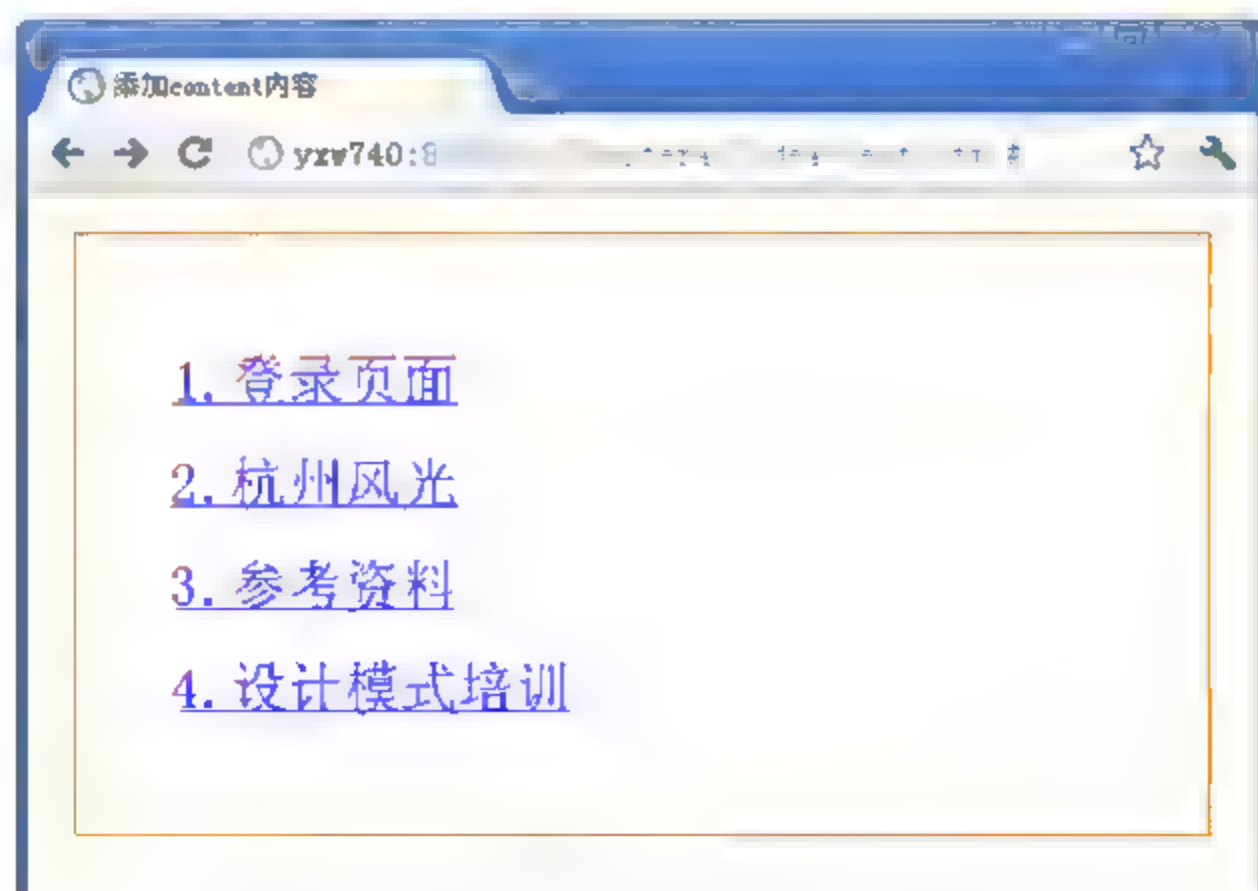 添加content内容
yzw740:8
1. 登录页面
2. 杭州风光
3. 参考资料
4. 设计模式培训